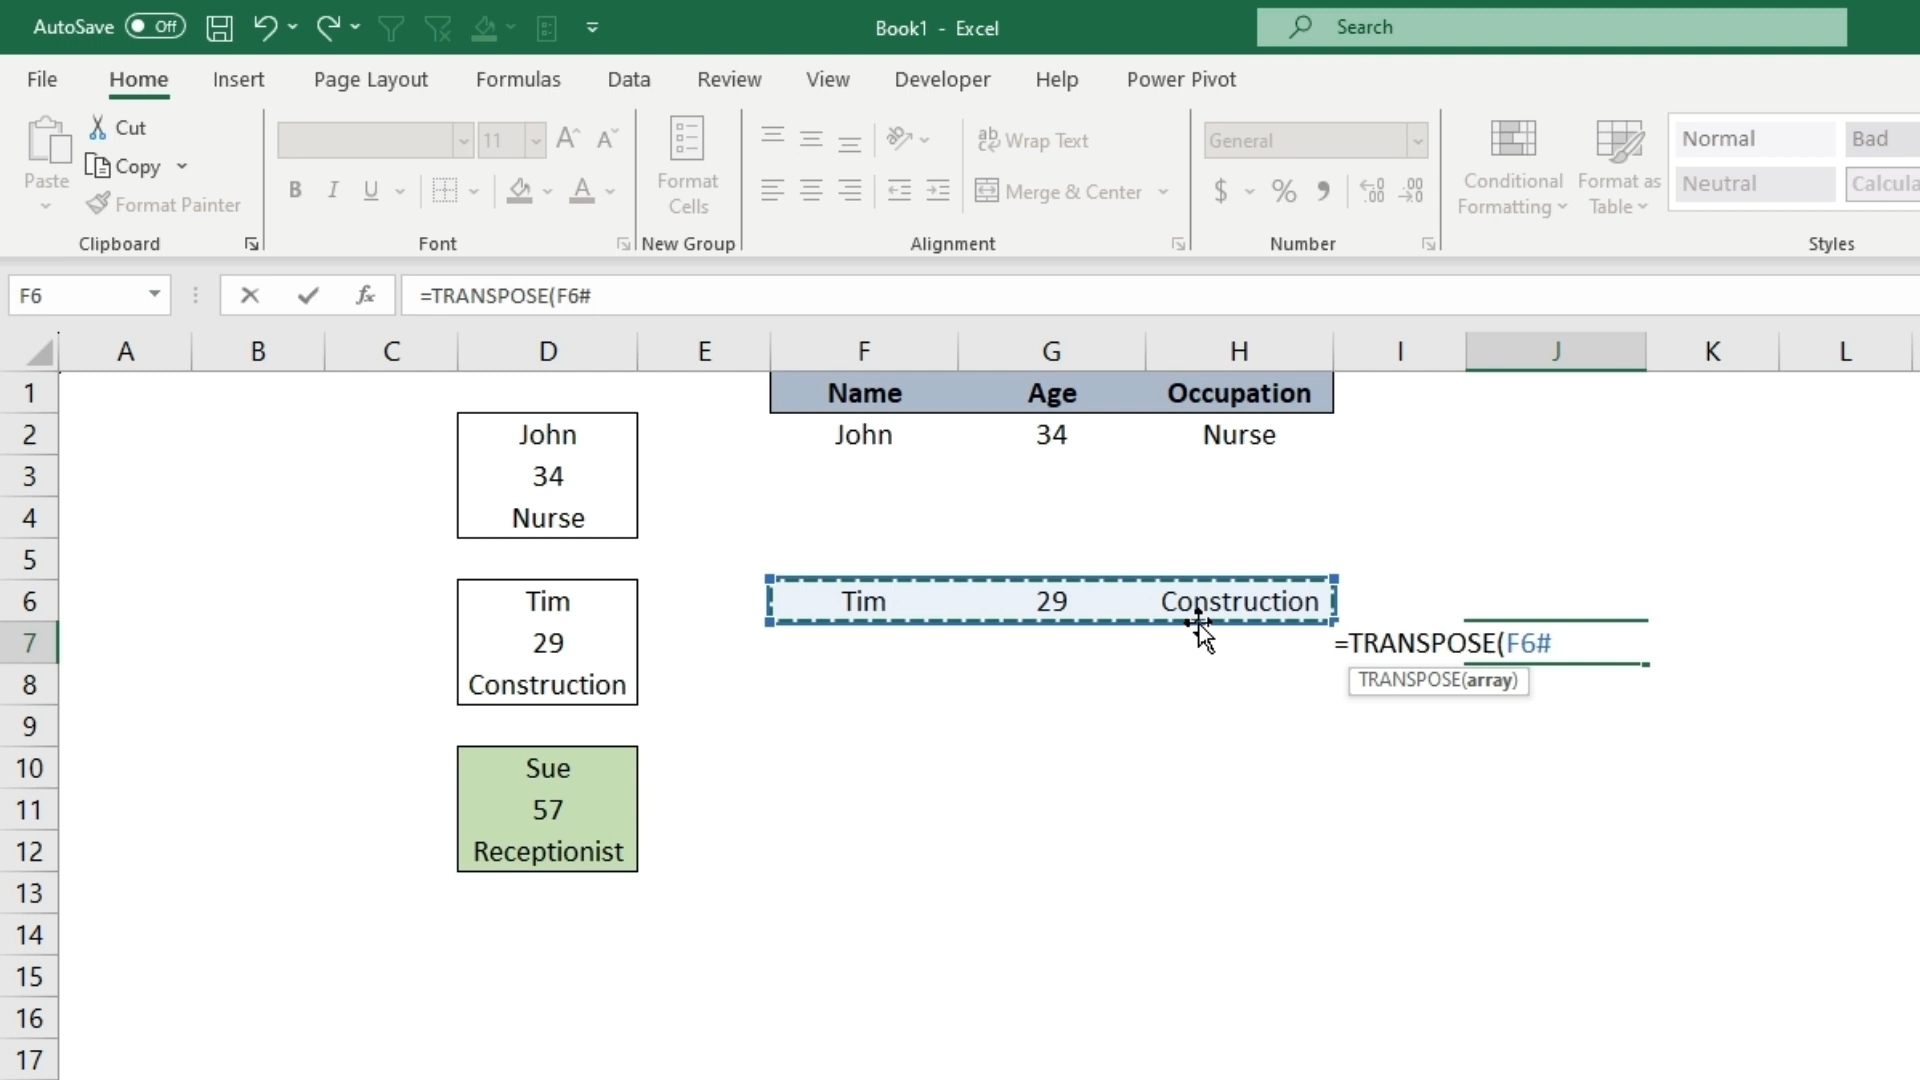 AutoSave Off
Book1 - Excel
Search
File Home Insert Page Layout Formulas Data Review View Developer Help Power Pivot
Paste
Cut
Copy
Format Painter
Clipboard
11
B I U
Font
Format
Cells
New Group
Wrap Text
Merge & Center
Alignment
General
$ %
Number
Conditional
Formatting
Format as
Table
Normal Bad
Neutral Calcula
Styles
F6
fx
=TRANSPOSE(F6#
A B C D E F G H I J K L
1 Name Age Occupation
2 John John 34 Nurse
3 34
4 Nurse
5
6 Tim Tim 29 Construction
7 29 =TRANSPOSE(F6#
8 Construction TRANSPOSE(array)
9
10 Sue
11 57
12 Receptionist
13
14
15
16
17